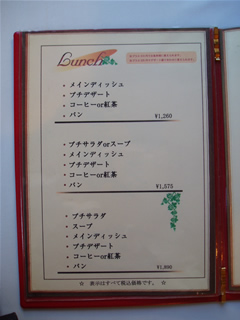 Lunch
・ メインディッシュ
・ プチデザート
・ コーヒーor紅茶
・ パン
¥1,260
・ プチサラダorスープ
・ メインディッシュ
・ プチデザート
・ コーヒーor紅茶
・ パン
¥1,575
・ プチサラダ
・ スープ
・ メインディッシュ
・ プチデザート
・ コーヒーor紅茶
・ パン
☆ 表示はすべて税込価格です。 ☆